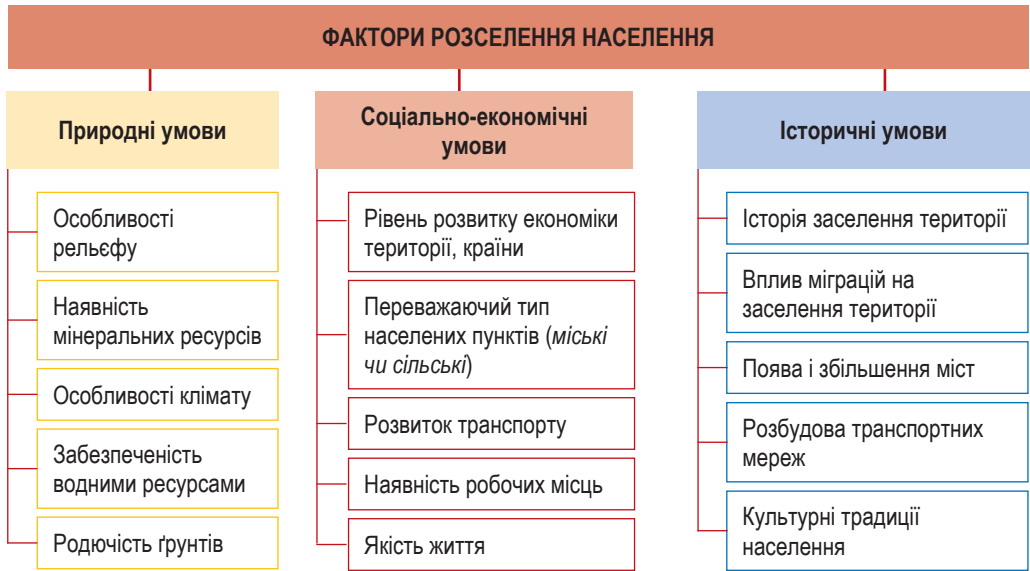 ФАКТОРИ РОЗСЕЛЕННЯ НАСЕЛЕННЯ
Природні умови
Особливості
рельєфу
Наявність
мінеральних ресурсів
Особливості клімату
Забезпеченість
водними ресурсами
Родючість ґрунтів
Соціально-економічні
умови
Рівень розвитку економіки
території, країни
Переважаючий тип
населених пунктів (міські
чи сільські)
Розвиток транспорту
Наявність робочих місць
Якість життя
Історичні умови
Історія заселення території
Вплив міграцій на
заселення території
Поява і збільшення міст
Розбудова транспортних
мереж
Культурні традиції
населення